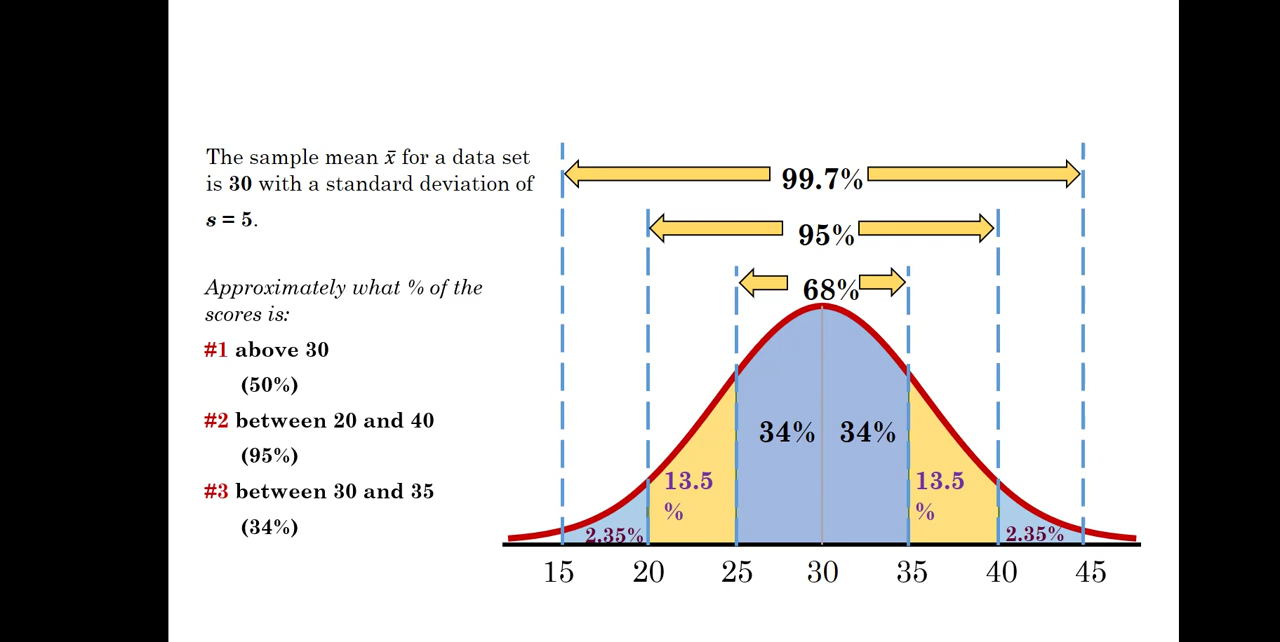 The sample mean x̄ for a data set
is 30 with a standard deviation of
s = 5.
Approximately what % of the
scores is:
#1 above 30
(50%)
#2 between 20 and 40
(95%)
#3 between 30 and 35
(34%)
99.7%
95%
68%
34% 34%
13.5
%
13.5
%
2.35% 2.35%
15 20 25 30 35 40 45